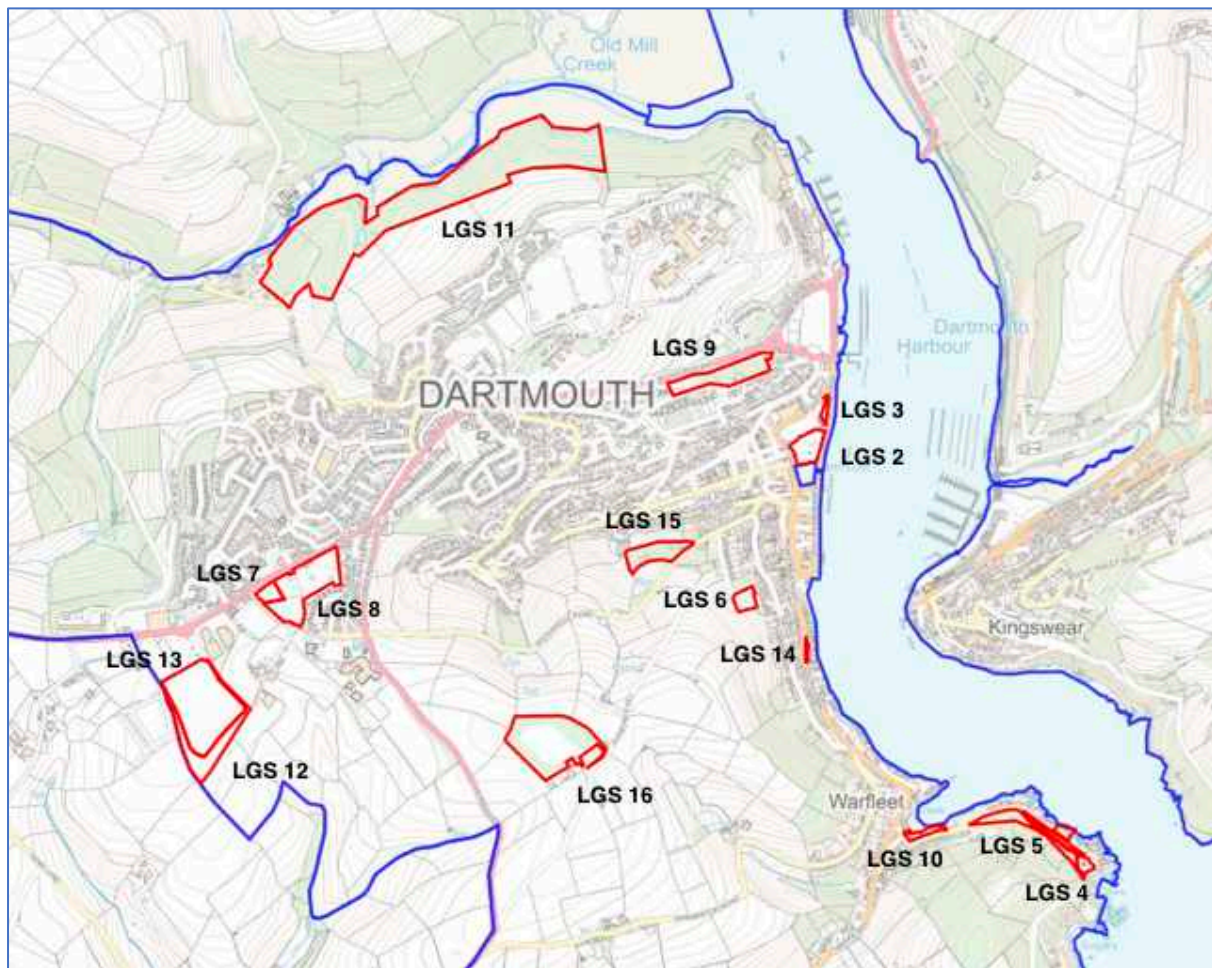 Old Mill
Creek
LGS 11
LGS 9
Dartmouth
Harbour
DARTMOUTH
LGS 3
LGS 2
LGS 15
LGS 7
LGS 8
LGS 6
Kingswear
LGS 14
LGS 13
LGS 12
LGS 16
Warfleet
LGS 5
LGS 10
LGS 4